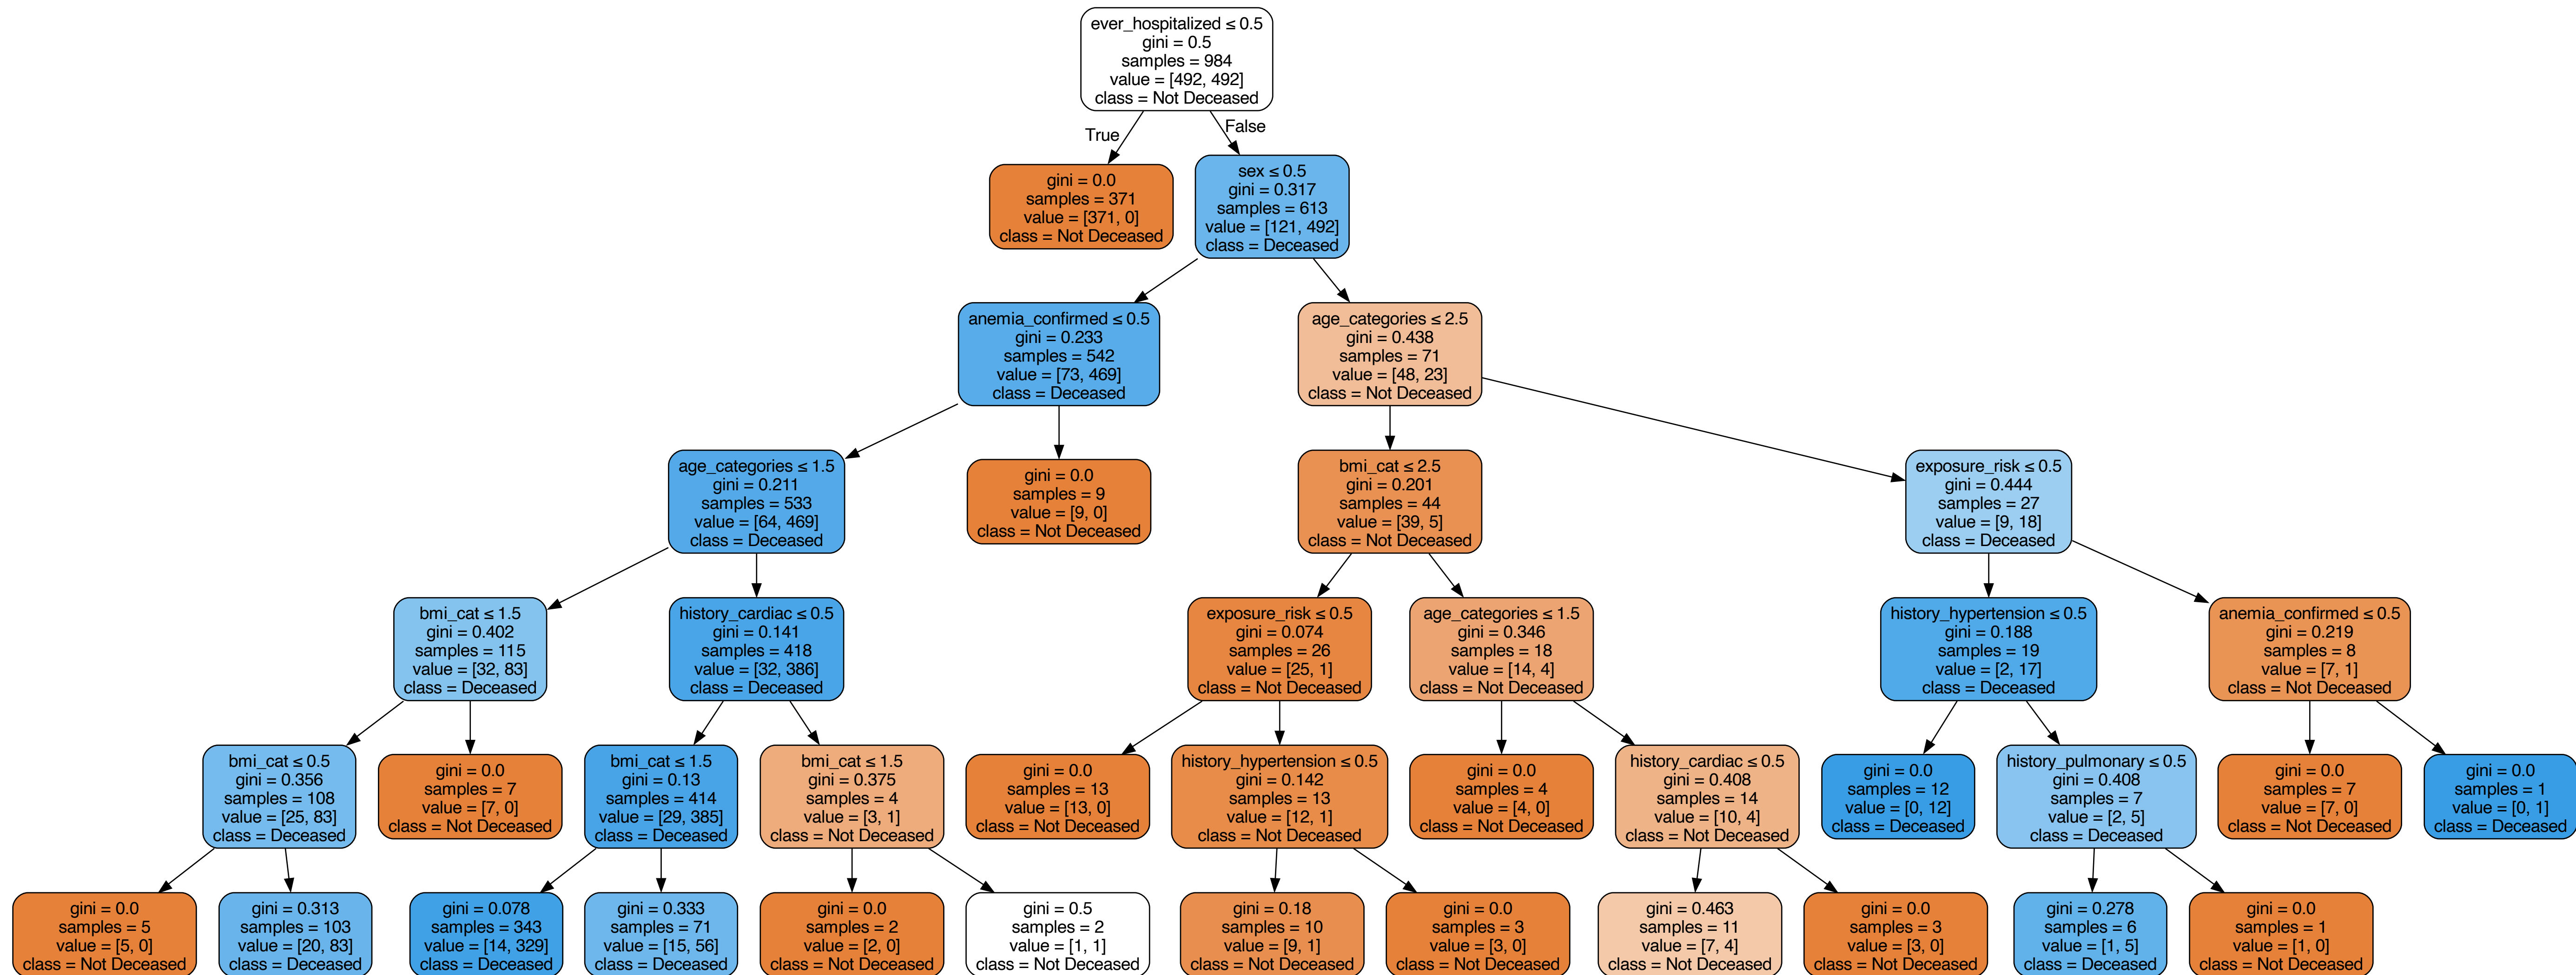 ever_hospitalized ≤ 0.5
gini = 0.5
samples = 984
value = [492, 492]
class = Not Deceased
True
False
gini = 0.0
samples = 371
value = [371, 0]
class = Not Deceased
sex ≤ 0.5
gini = 0.317
samples = 613
value = [121, 492]
class = Deceased
anemia_confirmed ≤ 0.5
gini = 0.233
samples = 542
value = [73, 469]
class = Deceased
age_categories ≤ 2.5
gini = 0.438
samples = 71
value = [48, 23]
class = Not Deceased
age_categories ≤ 1.5
gini = 0.211
samples = 533
value = [64, 469]
class = Deceased
gini = 0.0
samples = 9
value = [9, 0]
class = Not Deceased
bmi_cat ≤ 2.5
gini = 0.201
samples = 44
value = [39, 5]
class = Not Deceased
exposure_risk ≤ 0.5
gini = 0.444
samples = 27
value = [9, 18]
class = Deceased
bmi_cat ≤ 1.5
gini = 0.402
samples = 115
value = [32, 83]
class = Deceased
history_cardiac ≤ 0.5
gini = 0.141
samples = 418
value = [32, 386]
class = Deceased
exposure_risk ≤ 0.5
gini = 0.074
samples = 26
value = [25, 1]
class = Not Deceased
age_categories ≤ 1.5
gini = 0.346
samples = 18
value = [14, 4]
class = Not Deceased
history_hypertension ≤ 0.5
gini = 0.188
samples = 19
value = [2, 17]
class = Deceased
anemia_confirmed ≤ 0.5
gini = 0.219
samples = 8
value = [7, 1]
class = Not Deceased
bmi_cat ≤ 0.5
gini = 0.356
samples = 108
value = [25, 83]
class = Deceased
gini = 0.0
samples = 7
value = [7, 0]
class = Not Deceased
bmi_cat ≤ 1.5
gini = 0.13
samples = 414
value = [29, 385]
class = Deceased
bmi_cat ≤ 1.5
gini = 0.375
samples = 4
value = [3, 1]
class = Not Deceased
gini = 0.0
samples = 13
value = [13, 0]
class = Not Deceased
history_hypertension ≤ 0.5
gini = 0.142
samples = 13
value = [12, 1]
class = Not Deceased
gini = 0.0
samples = 4
value = [4, 0]
class = Not Deceased
history_cardiac ≤ 0.5
gini = 0.408
samples = 14
value = [10, 4]
class = Not Deceased
gini = 0.0
samples = 12
value = [0, 12]
class = Deceased
history_pulmonary ≤ 0.5
gini = 0.408
samples = 7
value = [2, 5]
class = Deceased
gini = 0.0
samples = 7
value = [7, 0]
class = Not Deceased
gini = 0.0
samples = 1
value = [0, 1]
class = Deceased
gini = 0.0
samples = 5
value = [5, 0]
class = Not Deceased
gini = 0.313
samples = 103
value = [20, 83]
class = Deceased
gini = 0.078
samples = 343
value = [14, 329]
class = Deceased
gini = 0.333
samples = 71
value = [15, 56]
class = Deceased
gini = 0.0
samples = 2
value = [2, 0]
class = Not Deceased
gini = 0.5
samples = 2
value = [1, 1]
class = Not Deceased
gini = 0.18
samples = 10
value = [9, 1]
class = Not Deceased
gini = 0.0
samples = 3
value = [3, 0]
class = Not Deceased
gini = 0.463
samples = 11
value = [7, 4]
class = Not Deceased
gini = 0.0
samples = 3
value = [3, 0]
class = Not Deceased
gini = 0.278
samples = 6
value = [1, 5]
class = Deceased
gini = 0.0
samples = 1
value = [1, 0]
class = Not Deceased